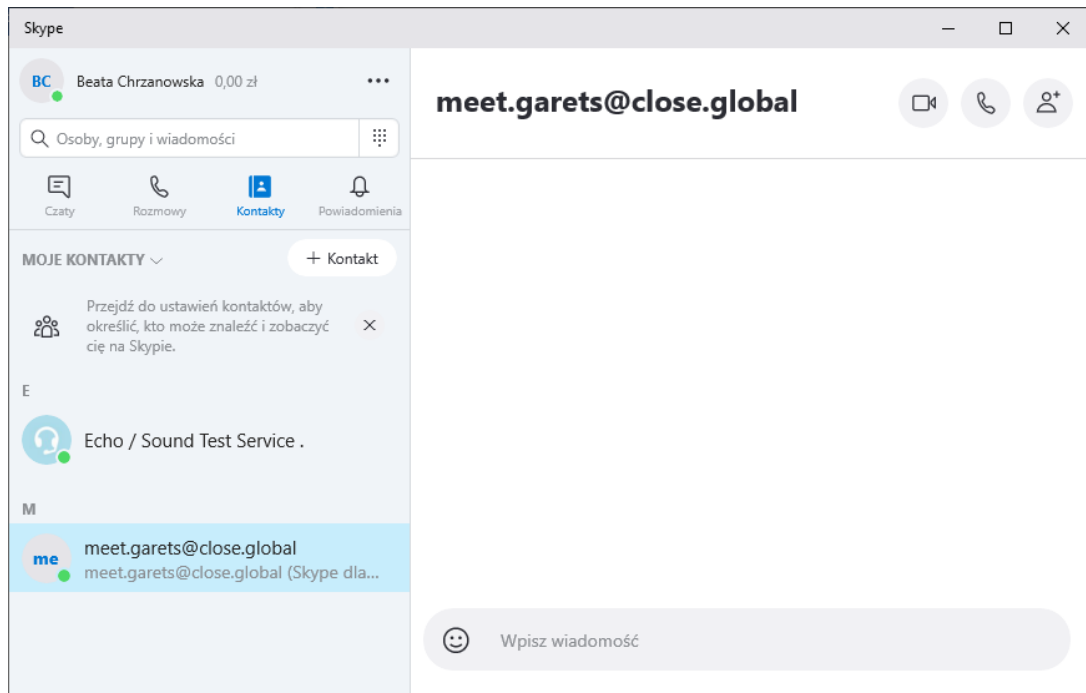 Skype
BC
Beata Chrzanowska 0,00 zł
Osoby, grupy i wiadomości
Czaty
Rozmowy
Kontakty
Powiadomienia
MOJE KONTAKTY
+ Kontakt
Przejdź do ustawień kontaktów, aby
określić, kto może znaleźć i zobaczyć
cię na Skypie.
E
Echo / Sound Test Service .
M
me
meet.garets@close.global
meet.garets@close.global (Skype dla...
meet.garets@close.global
Wpisz wiadomość